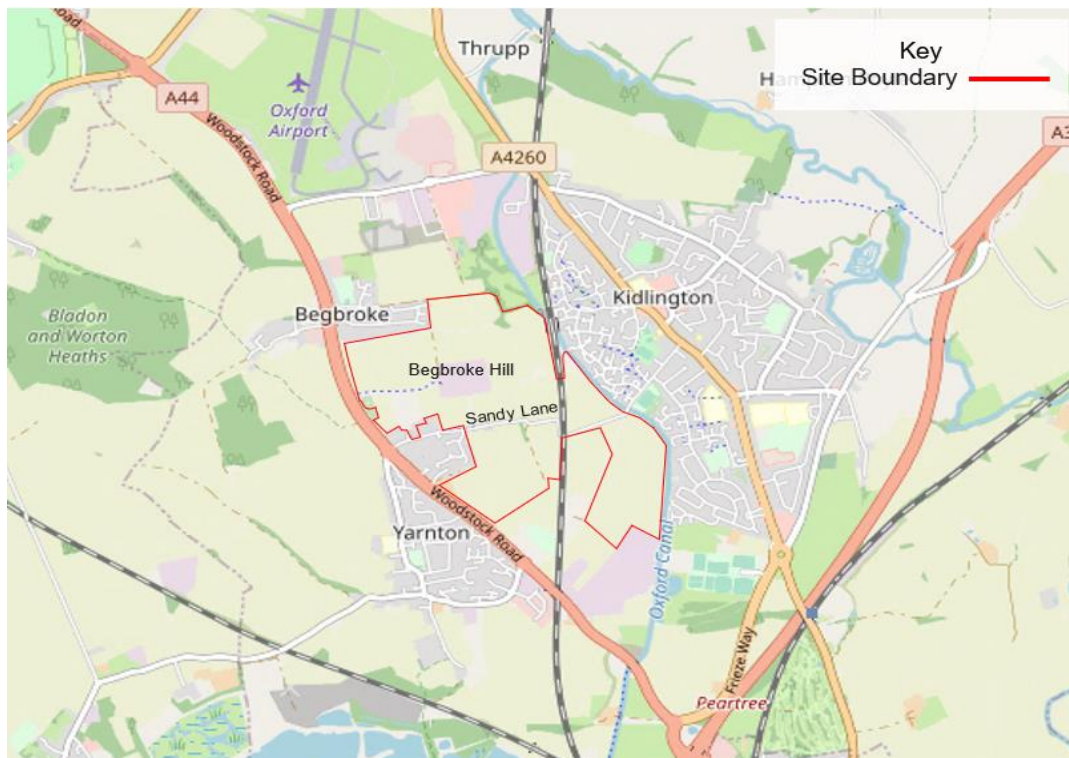 Key
Site Boundary
Thrupp
Road
A44
Oxford
Airport
A4260
Woodstock Road
Begbroke
Kidlington
Bladon
and Worton
Heaths
Begbroke Hill
Sandy Lane
Woodstock Road
Yarnton
Oxford Canal
Frieze Way
Peartree